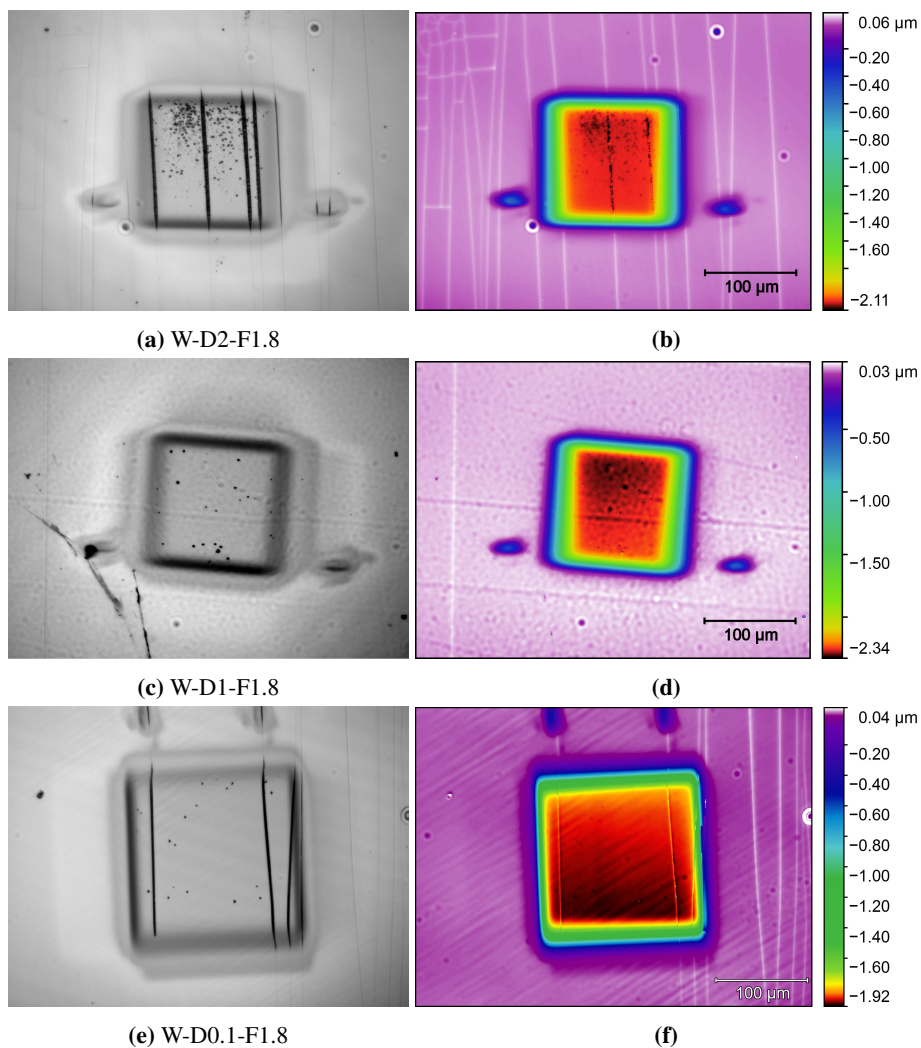 0.06 µm
−0.20
−0.40
−0.60
−0.80
−1.00
−1.20
−1.40
−1.60
−2.11
100 µm
(a) W-D2-F1.8
(b)
0.03 µm
−0.50
−1.00
−1.50
−2.34
100 µm
(c) W-D1-F1.8
(d)
0.04 µm
−0.20
−0.40
−0.60
−0.80
−1.00
−1.20
−1.40
−1.60
−1.92
100 µm
(e) W-D0.1-F1.8
(f)